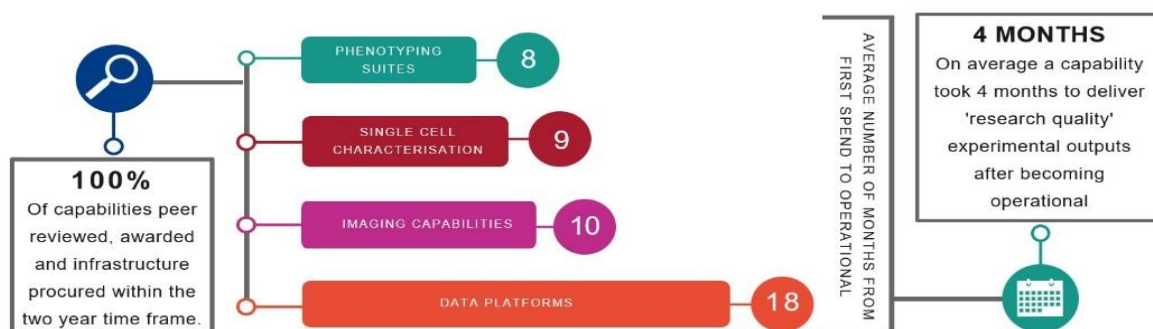 100%
Of capabilities peer
reviewed, awarded
and infrastructure
procured within the
two year time frame.
PHENOTYPING
SUITES
8
SINGLE CELL
CHARACTERISATION
9
IMAGING CAPABILITIES
10
DATA PLATFORMS
18
AVERAGE NUMBER OF MONTHS FROM
FIRST SPEND TO OPERATIONAL
4 MONTHS
On average a capability
took 4 months to deliver
'research quality'
experimental outputs
after becoming
operational